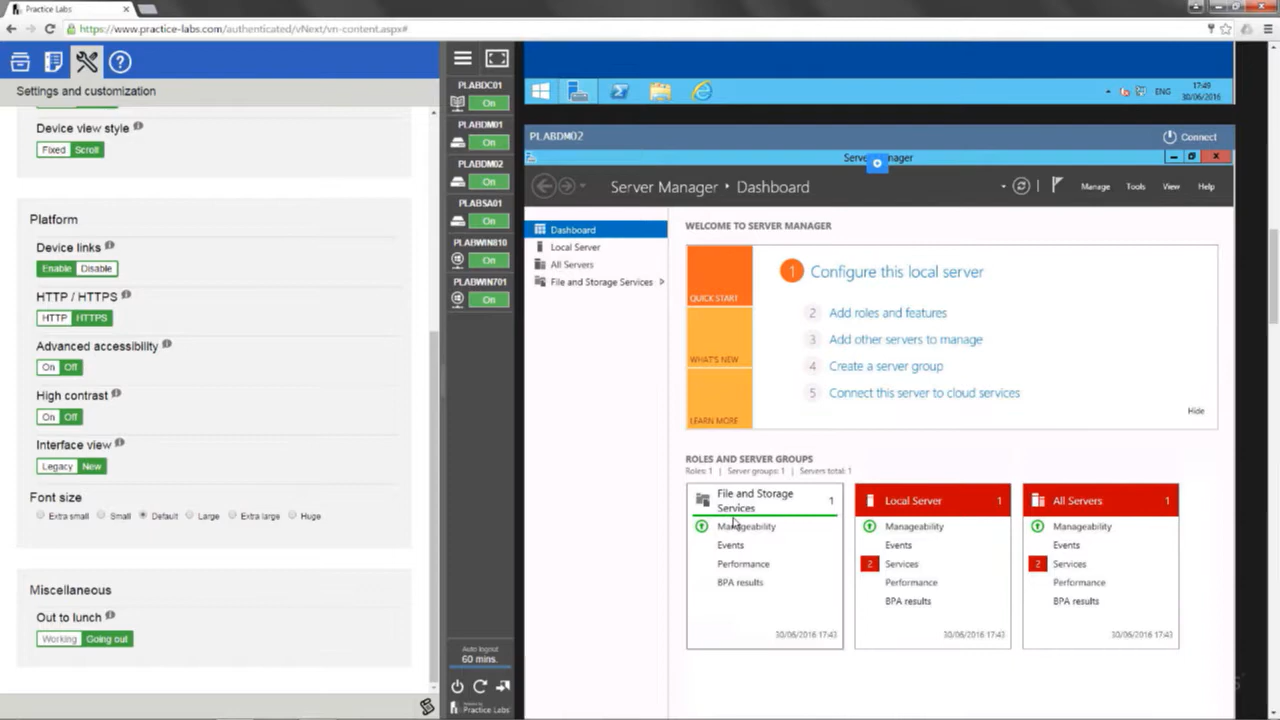 Practice Labs
https://www.practice-labs.com/authenticated/vNext/vn-content.aspx#
Settings and customization
Device view style
Fixed Scroll
Platform
Device links
Enable Disable
HTTP / HTTPS
HTTP HTTPS
Advanced accessibility
On Off
High contrast
On Off
Interface view
Legacy New
Font size
Extra small Small Default Large Extra large Huge
Miscellaneous
Out to lunch
Working Going out
PLABDC01
On
PLABDM01
On
PLABDM02
On
PLABSA01
On
PLABWIN810
On
PLABWIN701
On
Auto logout
60 mins.
Practice Labs
ENG
17:49
30/06/2016
PLABDM02
Connect
Server Manager
Server Manager • Dashboard
Manage Tools View Help
Dashboard
Local Server
All Servers
File and Storage Services
WELCOME TO SERVER MANAGER
QUICK START
WHAT'S NEW
LEARN MORE
1 Configure this local server
2 Add roles and features
3 Add other servers to manage
4 Create a server group
5 Connect this server to cloud services
Hide
ROLES AND SERVER GROUPS
Roles: 1 | Server groups: 1 | Servers total: 1
File and Storage Services 1
Manageability
Events
Performance
BPA results
30/06/2016 17:43
Local Server 1
Manageability
Events
2 Services
Performance
BPA results
30/06/2016 17:43
All Servers 1
Manageability
Events
2 Services
Performance
BPA results
30/06/2016 17:43